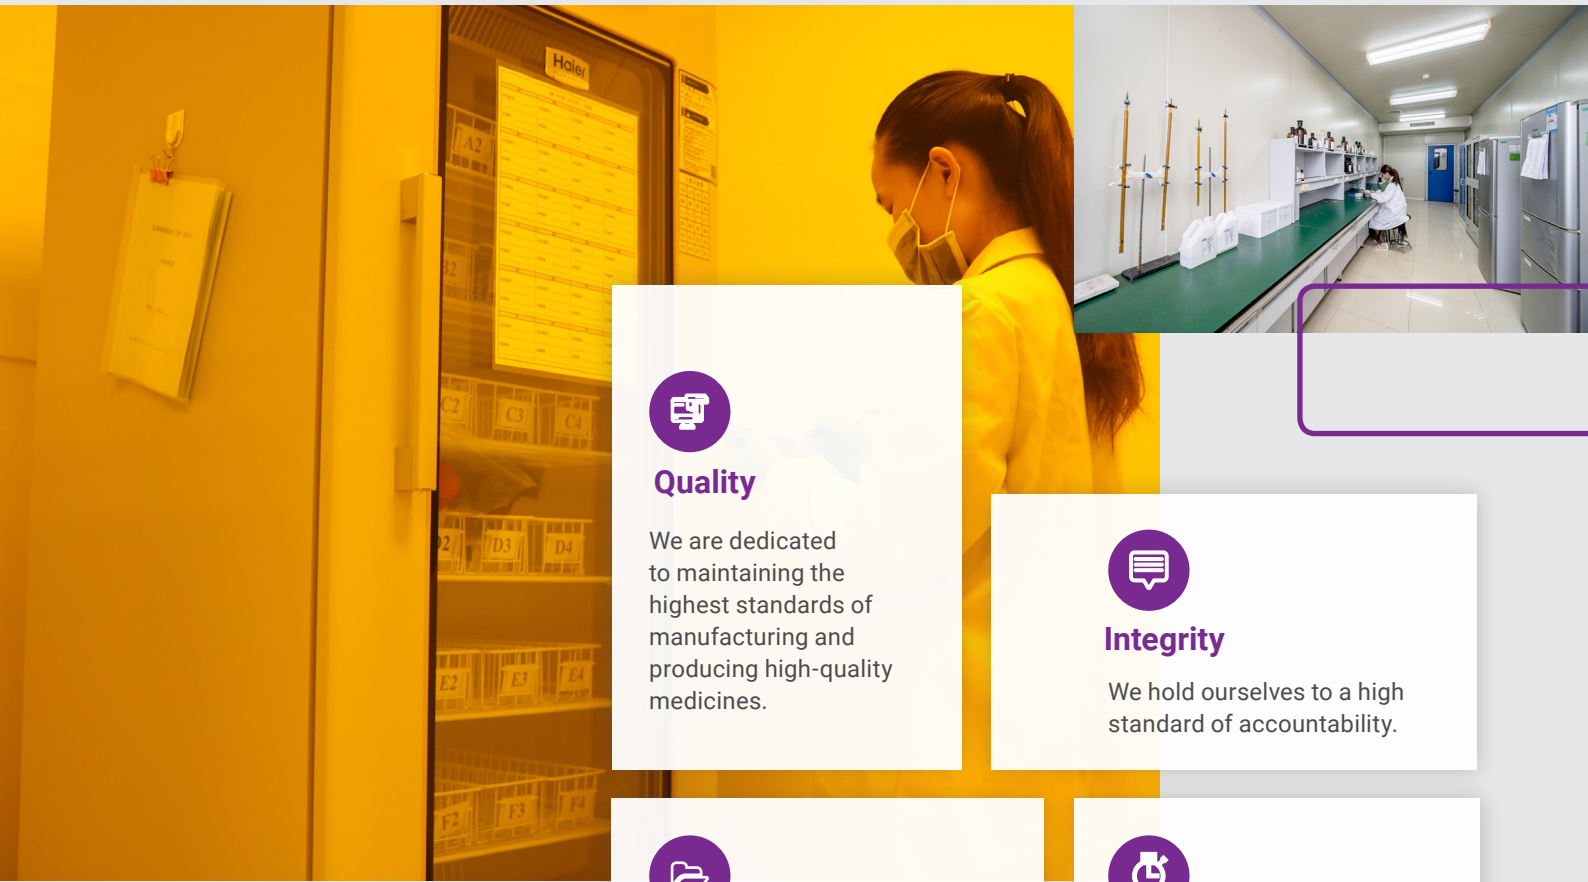 Haier
A2
B2
C2
C3
C4
D3
D4
E2
E3
E4
F2
F3
F4
Quality
We are dedicated
to maintaining the
highest standards of
manufacturing and
producing high-quality
medicines.
Integrity
We hold ourselves to a high
standard of accountability.